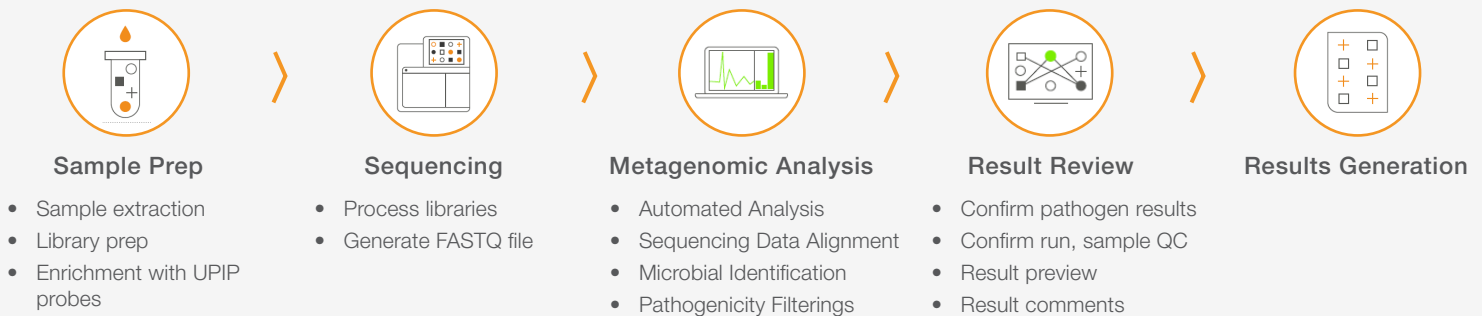 Sample Prep
• Sample extraction
• Library prep
• Enrichment with UPIP
probes
Sequencing
• Process libraries
• Generate FASTQ file
Metagenomic Analysis
• Automated Analysis
• Sequencing Data Alignment
• Microbial Identification
• Pathogenicity Filterings
Result Review
• Confirm pathogen results
• Confirm run, sample QC
• Result preview
• Result comments
Results Generation